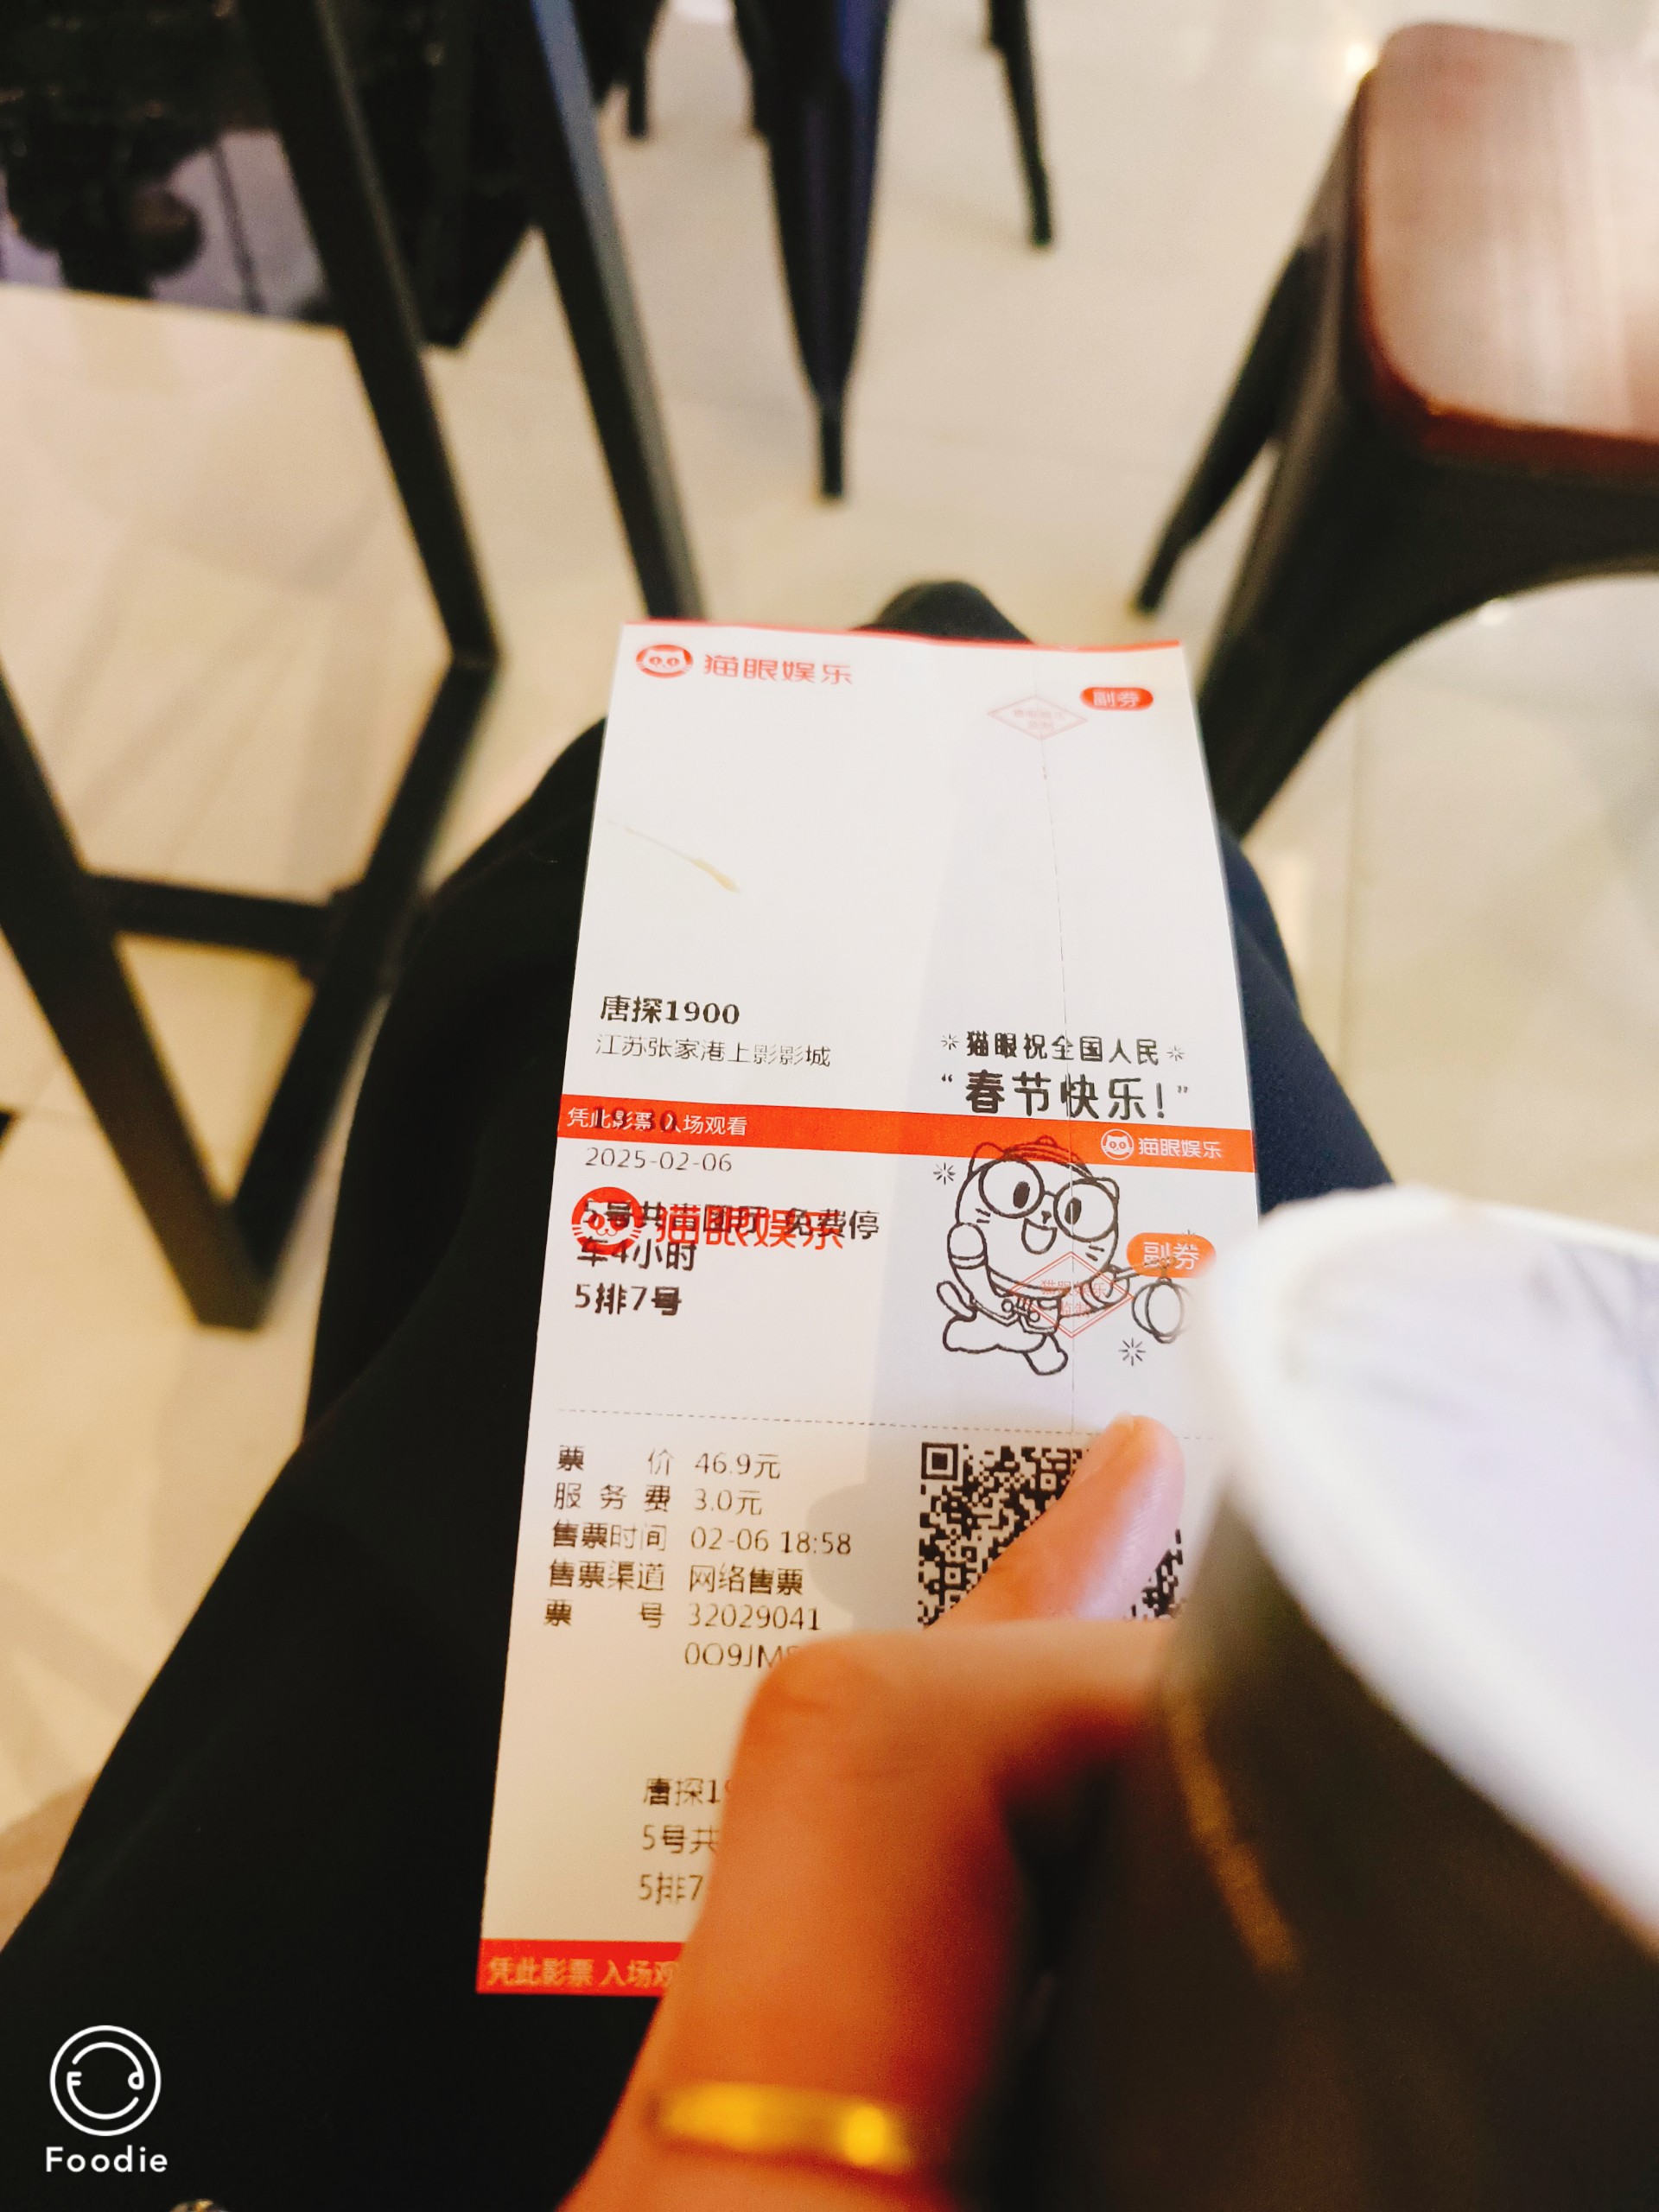 猫眼娱乐
副券
唐探1900
江苏张家港上影影城
猫眼祝全国人民
“春节快乐!”
凭此影票 入场观看
猫眼娱乐
2025-02-06
猫眼娱乐
免费停
车4小时
副券
5排7号
票 价 46.9元
服 务 费 3.0元
售票时间 02-06 18:58
售票渠道 网络售票
票 号 32029041
0O9JM
唐探1
5号共
5排7
凭此影票 入场观
Foodie